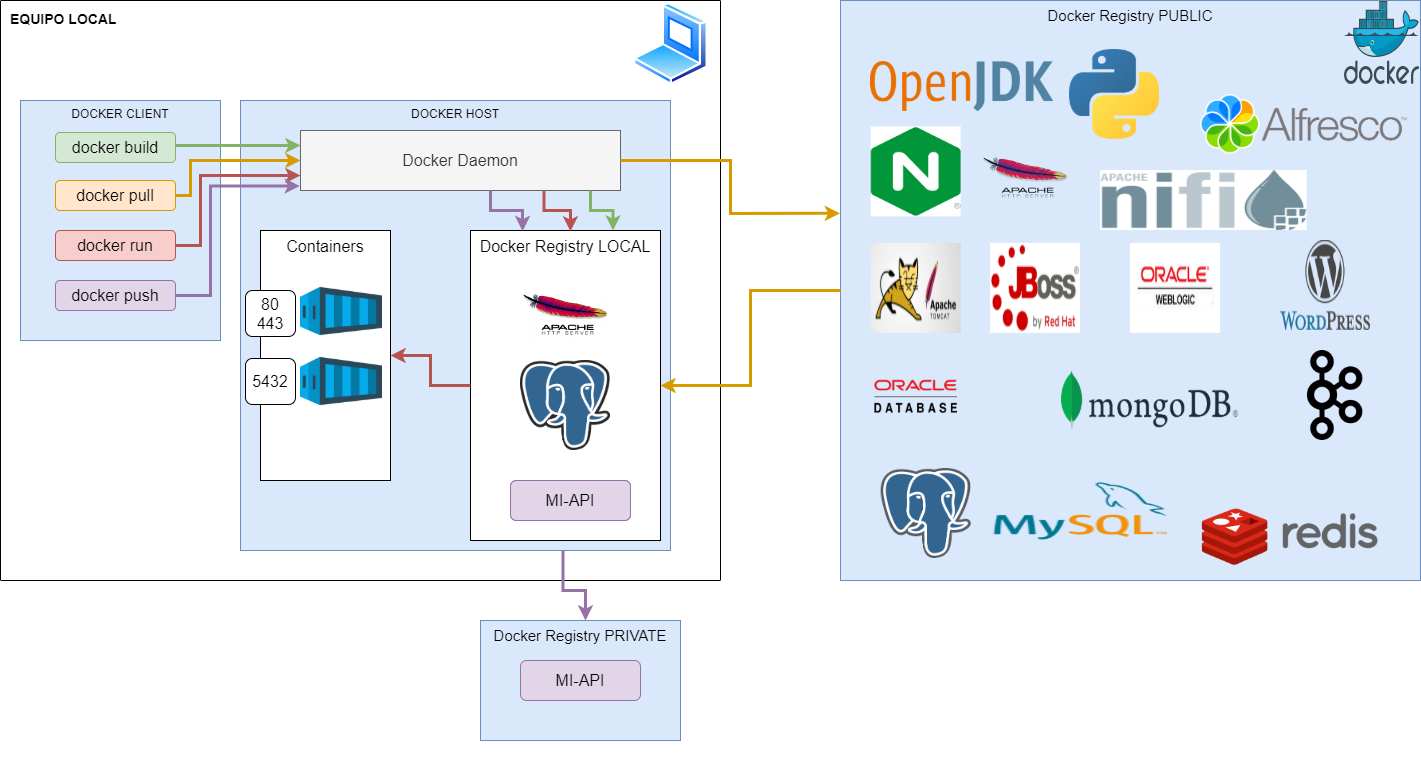 EQUIPO LOCAL
DOCKER CLIENT
docker build
docker pull
docker run
docker push
DOCKER HOST
Docker Daemon
Containers
80
443
5432
Docker Registry LOCAL
APACHE
HTTP SERVER
MI-API
Docker Registry PRIVATE
MI-API
Docker Registry PUBLIC
docker
OpenJDK
Alfresco™
N
®
APACHE
HTTP SERVER
APACHE
nifi
Apache
TOMCAT
JBoss®
by Red Hat
ORACLE®
WEBLOGIC
W
WORDPRESS
ORACLE
DATABASE
mongoDB®
MySQL
redis